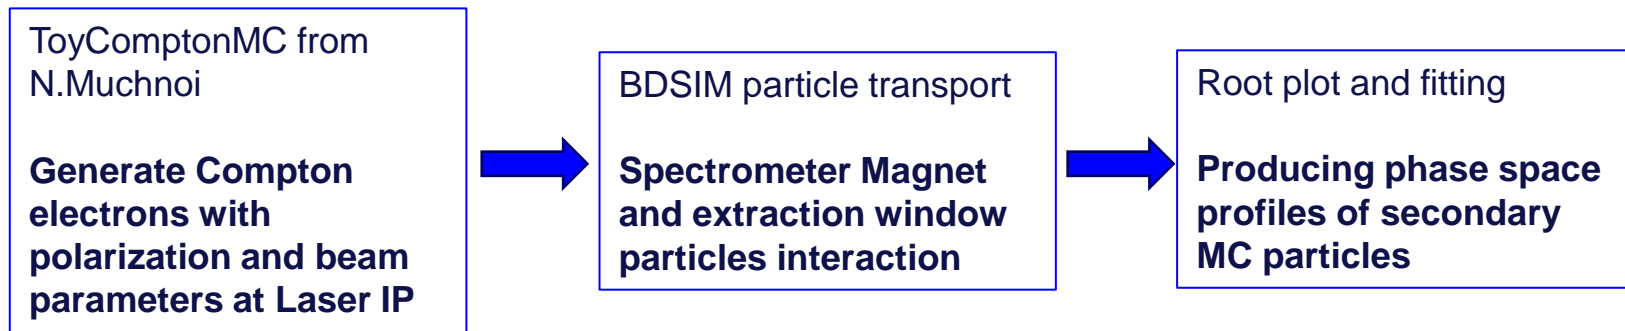 ToyComptonMC from
N.Muchnoi
Generate Compton
electrons with
polarization and beam
parameters at Laser IP
BDSIM particle transport
Spectrometer Magnet
and extraction window
particles interaction
Root plot and fitting
Producing phase space
profiles of secondary
MC particles